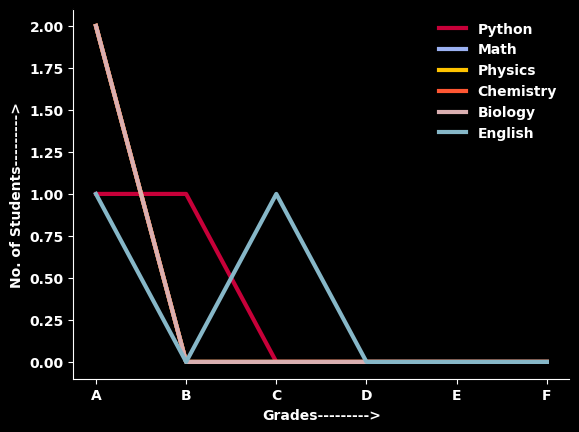 2.00
1.75
1.50
1.25
1.00
0.75
0.50
0.25
0.00
No. of Students--------->
Python
Math
Physics
Chemistry
Biology
English
A B C D E F
Grades--------->